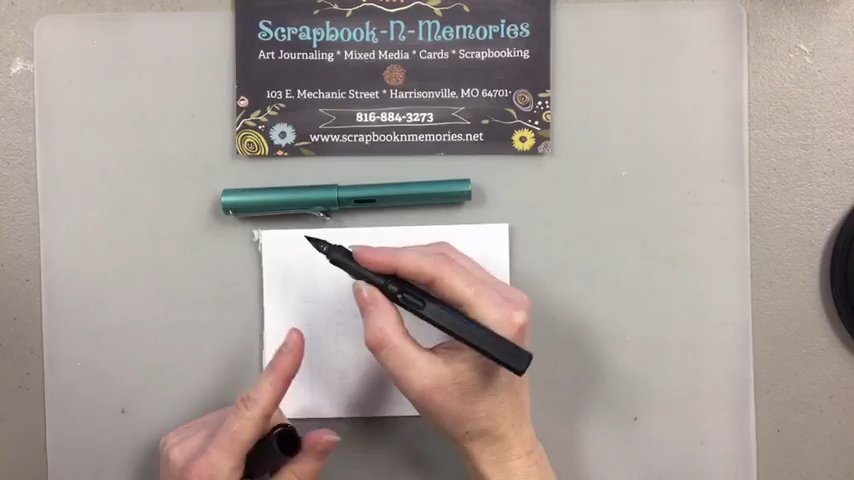 Scrapbook-N-Memories
Art Journaling * Mixed Media * Cards * Scrapbooking
103 E. Mechanic Street * Harrisonville, MO 64701
816-884-3273
www.scrapbooknmemories.net